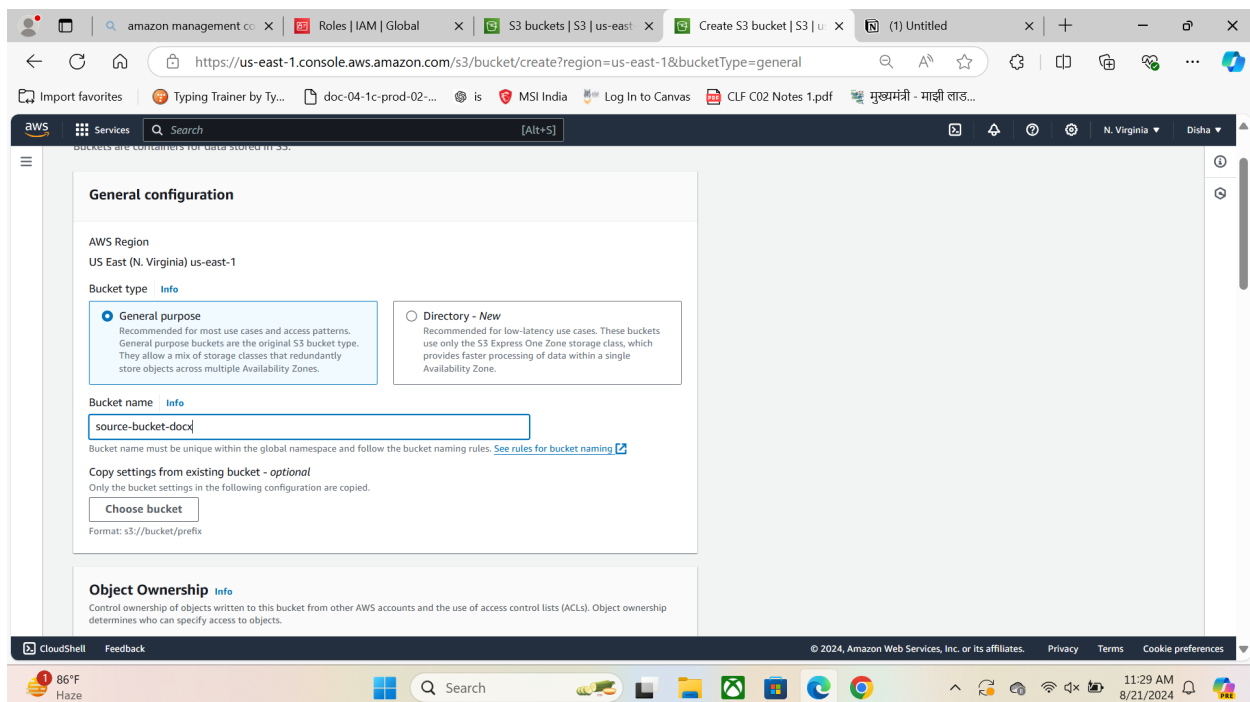 amazon management co
Roles | IAM | Global
S3 buckets | S3 | us-east
Create S3 bucket | S3 | u
(1) Untitled
https://us-east-1.console.aws.amazon.com/s3/bucket/create?region=us-east-1&bucketType=general
Import favorites
Typing Trainer by Ty...
doc-04-1c-prod-02-...
is
MSI India
Log In to Canvas
CLF C02 Notes 1.pdf
मुख्यमंत्री - माझी लाड...
aws
Services
Search
[Alt+S]
N. Virginia
Disha
Buckets are containers for data stored in S3.
General configuration
AWS Region
US East (N. Virginia) us-east-1
Bucket type Info
General purpose
Recommended for most use cases and access patterns.
General purpose buckets are the original S3 bucket type.
They allow a mix of storage classes that redundantly
store objects across multiple Availability Zones.
Directory - New
Recommended for low-latency use cases. These buckets
use only the S3 Express One Zone storage class, which
provides faster processing of data within a single
Availability Zone.
Bucket name Info
source-bucket-docx
Bucket name must be unique within the global namespace and follow the bucket naming rules. See rules for bucket naming
Copy settings from existing bucket - optional
Only the bucket settings in the following configuration are copied.
Choose bucket
Format: s3://bucket/prefix
Object Ownership Info
Control ownership of objects written to this bucket from other AWS accounts and the use of access control lists (ACLs). Object ownership
determines who can specify access to objects.
CloudShell
Feedback
© 2024, Amazon Web Services, Inc. or its affiliates.
Privacy
Terms
Cookie preferences
1
86°F
Haze
Search
11:29 AM
8/21/2024
PRE